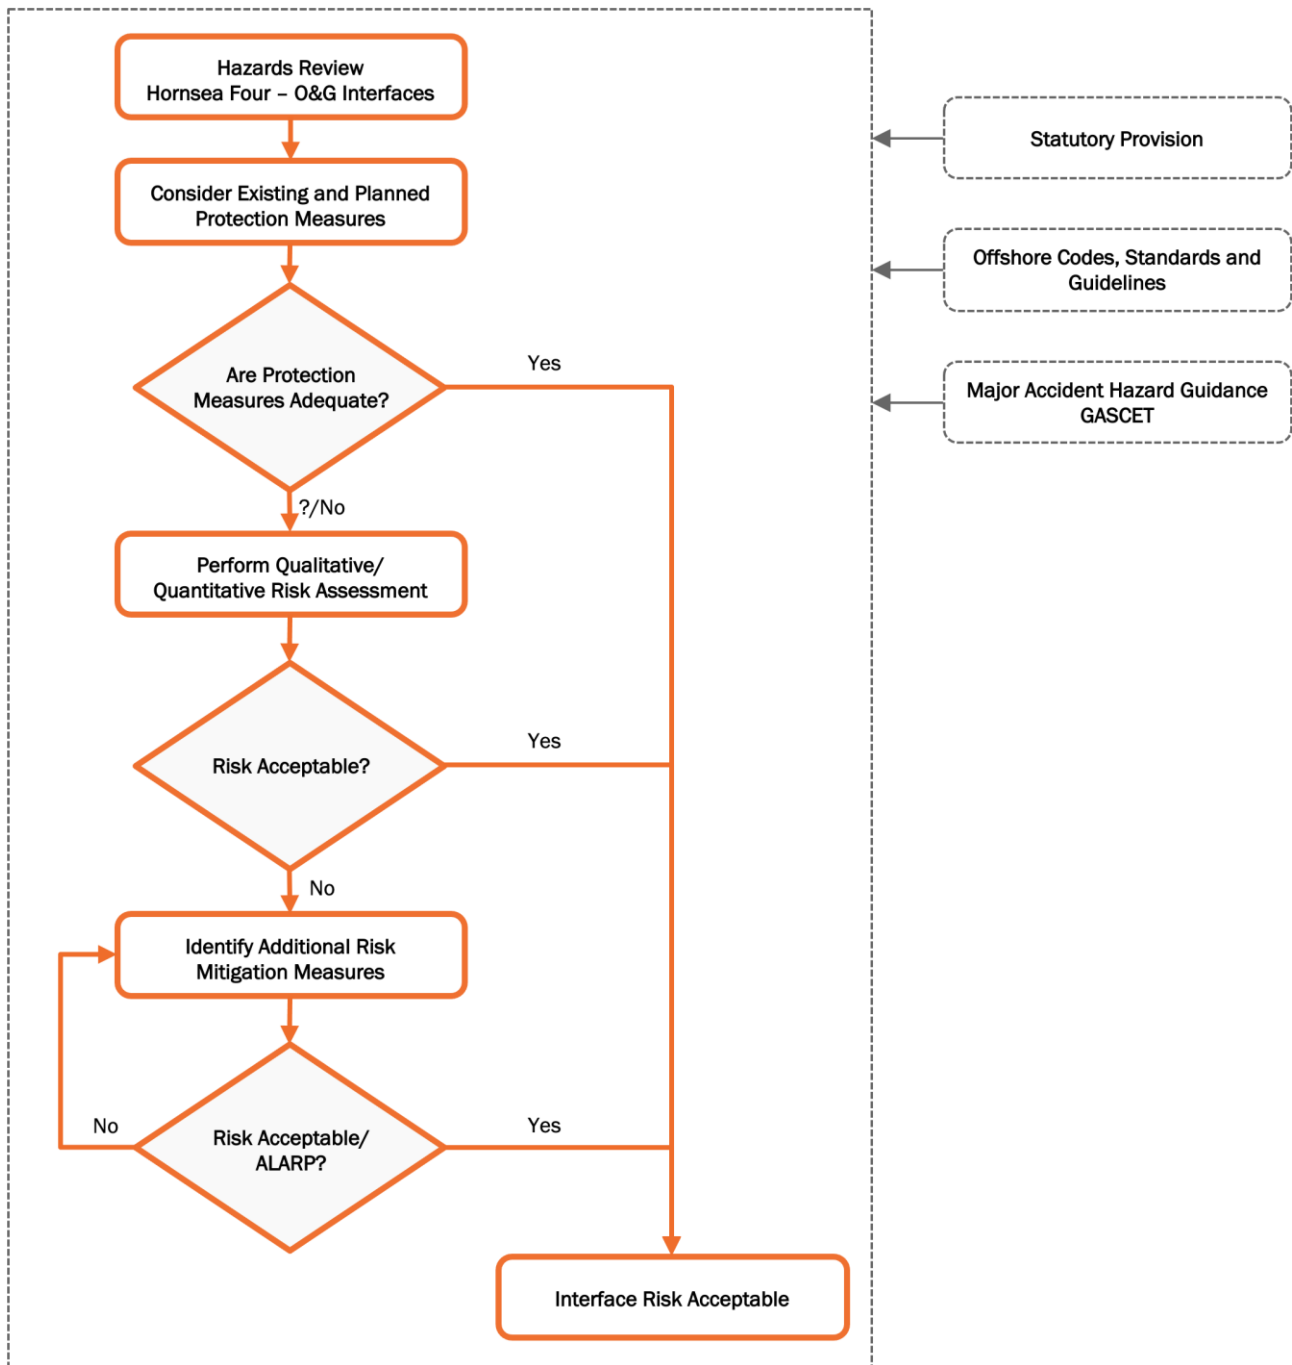 Hazards Review
Hornsea Four – O&G Interfaces
Consider Existing and Planned
Protection Measures
Are Protection
Measures Adequate?
Yes
?/No
Perform Qualitative/
Quantitative Risk Assessment
Risk Acceptable?
Yes
No
Identify Additional Risk
Mitigation Measures
Risk Acceptable/
ALARP?
No
Yes
Interface Risk Acceptable
Statutory Provision
Offshore Codes, Standards and
Guidelines
Major Accident Hazard Guidance
GASCET